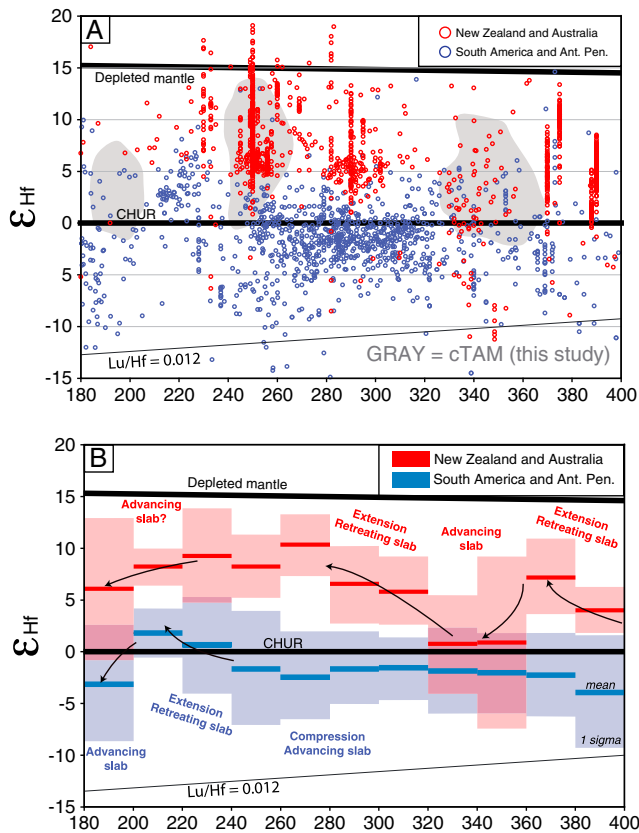 A
New Zealand and Australia
South America and Ant. Pen.
20
15
10
5
0
-5
-10
-15
εHf
Depleted mantle
CHUR
Lu/Hf = 0.012
GRAY = cTAM (this study)
180 200 220 240 260 280 300 320 340 360 380 400
B
New Zealand and Australia
South America and Ant. Pen.
20
15
10
5
0
-5
-10
-15
εHf
Depleted mantle
Advancing
slab?
Extension
Retreating slab
Advancing
slab
Extension
Retreating slab
CHUR
mean
1 sigma
Advancing
slab
Extension
Retreating slab
Compression
Advancing slab
Lu/Hf = 0.012
180 200 220 240 260 280 300 320 340 360 380 400